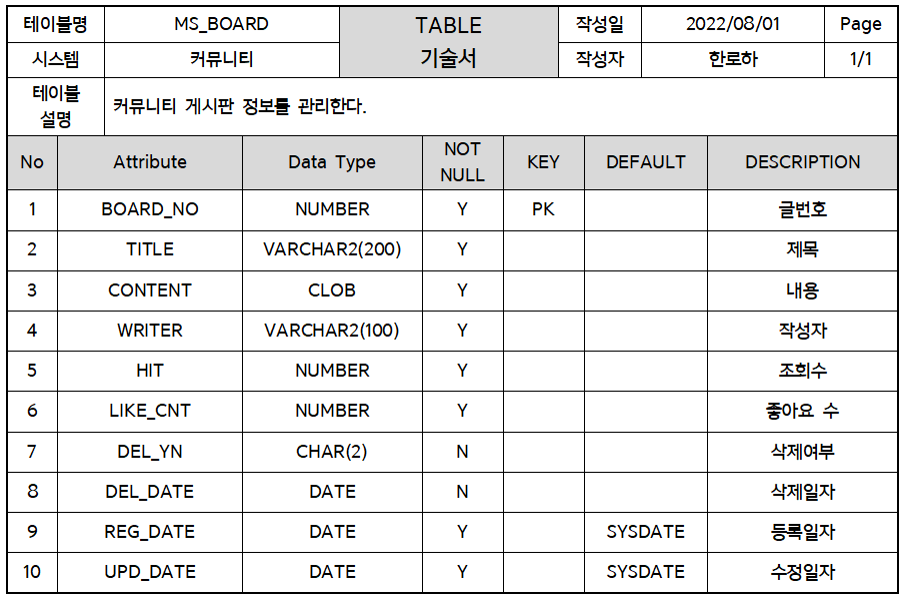 테이블명 MS_BOARD TABLE 기술서 작성일 2022/08/01 Page
시스템 커뮤니티 작성자 한로하 1/1
테이블 설명 커뮤니티 게시판 정보를 관리한다.
No Attribute Data Type NOT NULL KEY DEFAULT DESCRIPTION
1 BOARD_NO NUMBER Y PK 글번호
2 TITLE VARCHAR2(200) Y 제목
3 CONTENT CLOB Y 내용
4 WRITER VARCHAR2(100) Y 작성자
5 HIT NUMBER Y 조회수
6 LIKE_CNT NUMBER Y 좋아요 수
7 DEL_YN CHAR(2) N 삭제여부
8 DEL_DATE DATE N 삭제일자
9 REG_DATE DATE Y SYSDATE 등록일자
10 UPD_DATE DATE Y SYSDATE 수정일자